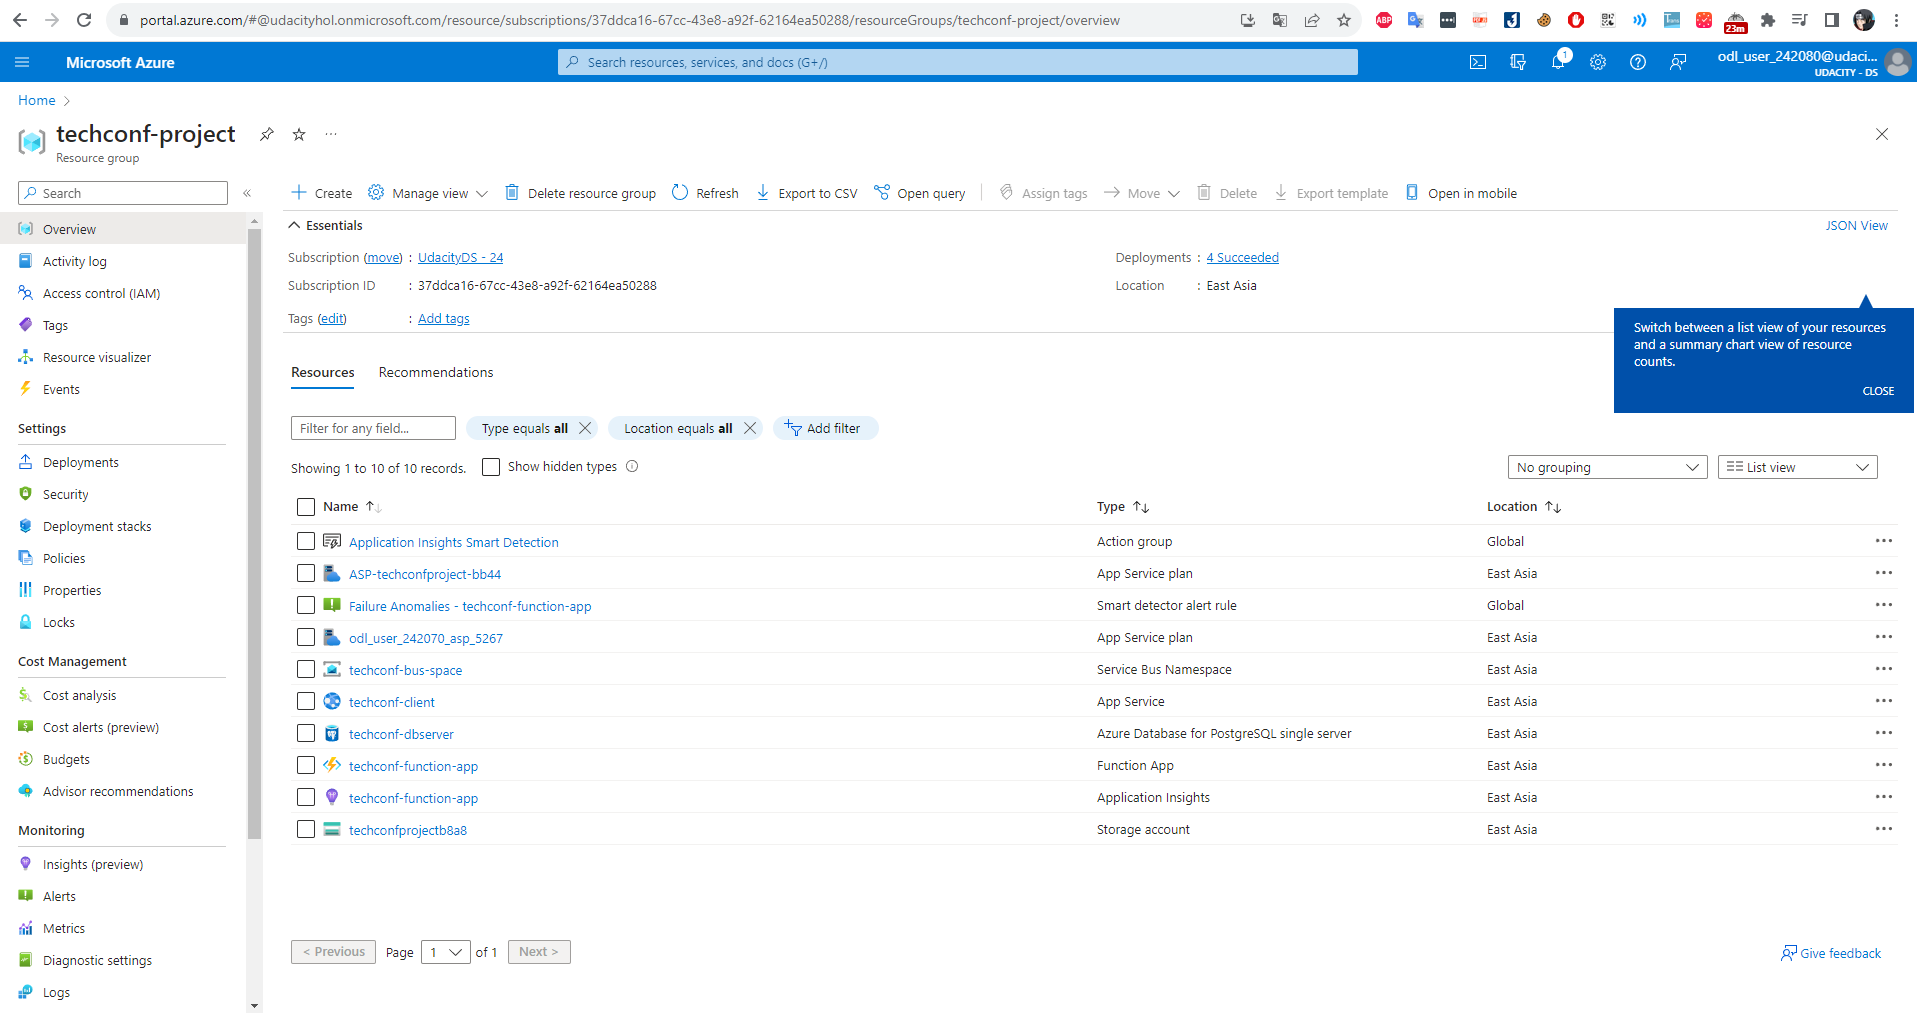 portal.azure.com/#@udacityhol.onmicrosoft.com/resource/subscriptions/37ddca16-67cc-43e8-a92f-62164ea50288/resourceGroups/techconf-project/overview
ABP
23m
Microsoft Azure
Search resources, services, and docs (G+/)
1
odl_user_242080@udaci...
UDACITY - DS
Home
techconf-project
Resource group
Search
Overview
Activity log
Access control (IAM)
Tags
Resource visualizer
Events
Settings
Deployments
Security
Deployment stacks
Policies
Properties
Locks
Cost Management
Cost analysis
Cost alerts (preview)
Budgets
Advisor recommendations
Monitoring
Insights (preview)
Alerts
Metrics
Diagnostic settings
Logs
Create Manage view Delete resource group Refresh Export to CSV Open query Assign tags Move Delete Export template Open in mobile
Essentials
JSON View
Subscription (move) : UdacityDS - 24
Subscription ID : 37ddca16-67cc-43e8-a92f-62164ea50288
Tags (edit) : Add tags
Deployments : 4 Succeeded
Location : East Asia
Switch between a list view of your resources
and a summary chart view of resource
counts.
CLOSE
Resources Recommendations
Filter for any field... Type equals all Location equals all Add filter
Showing 1 to 10 of 10 records. Show hidden types No grouping List view
Name Type Location
Application Insights Smart Detection Action group Global
ASP-techconfproject-bb44 App Service plan East Asia
Failure Anomalies - techconf-function-app Smart detector alert rule Global
odl_user_242070_asp_5267 App Service plan East Asia
techconf-bus-space Service Bus Namespace East Asia
techconf-client App Service East Asia
techconf-dbserver Azure Database for PostgreSQL single server East Asia
techconf-function-app Function App East Asia
techconf-function-app Application Insights East Asia
techconfprojectb8a8 Storage account East Asia
< Previous Page 1 of 1 Next >
Give feedback